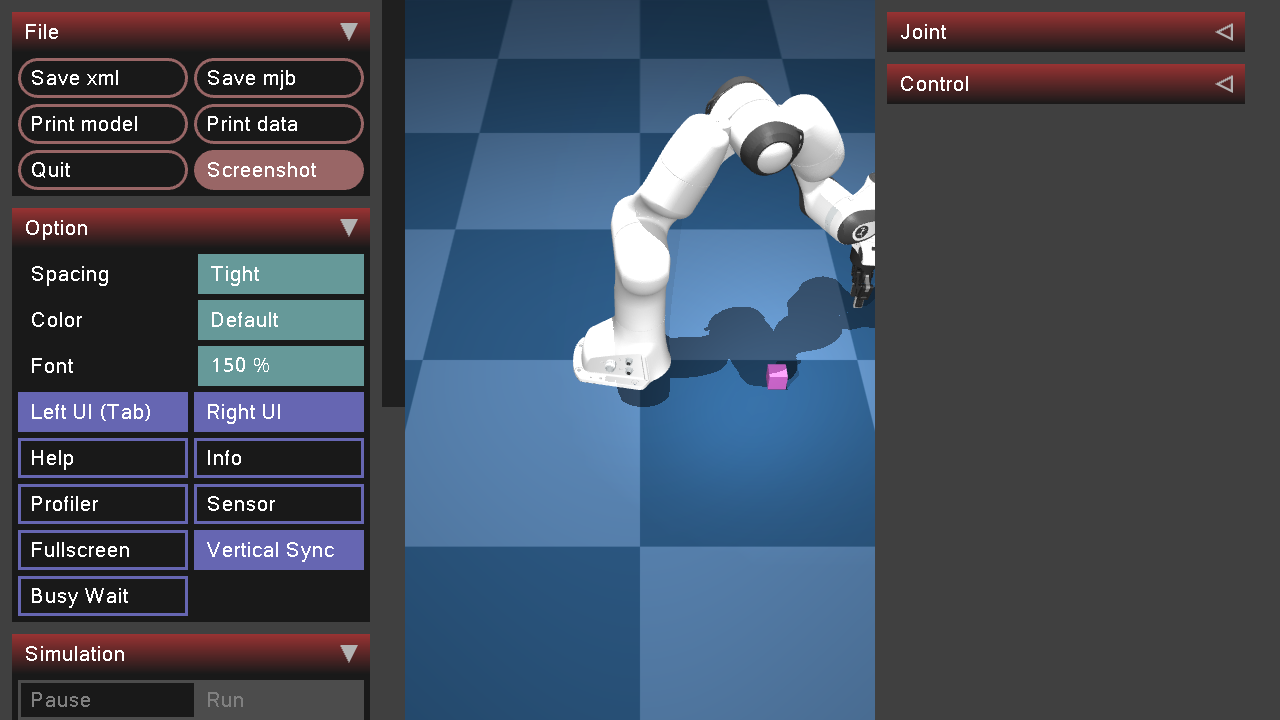 File
Save xml
Save mjb
Print model
Print data
Quit
Screenshot
Option
Spacing
Tight
Color
Default
Font
150 %
Left UI (Tab)
Right UI
Help
Info
Profiler
Sensor
Fullscreen
Vertical Sync
Busy Wait
Simulation
Pause
Run
Joint
Control